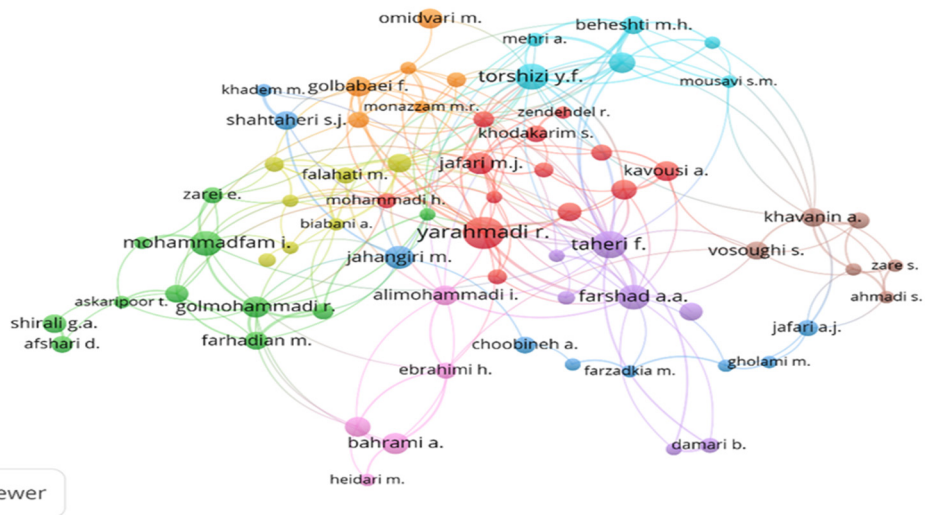 omidvari m.
beheshti m.h.
mehri a.
torshizi y.f.
mousavi s.m.
khadem m.
golbabaei f.
monazzam m.r.
zendehdel r.
shahtaheri s.j.
khodakarim s.
jafari m.j.
kavousi a.
falahati m.
zarei e.
mohammadi h.
biabani a.
yarahmadi r.
khavanin a.
mohammadfam i.
taheri f.
vosoughi s.
jahangiri m.
zare s.
alimohammadi i.
farshad a.a.
ahmadi s.
askaripoor t.
golmohammadi r.
shirali g.a.
afshari d.
farhadian m.
choobineh a.
jafari a.j.
gholami m.
ebrahimi h.
farzadkia m.
bahrami a.
damari b.
heidari m.
ewer